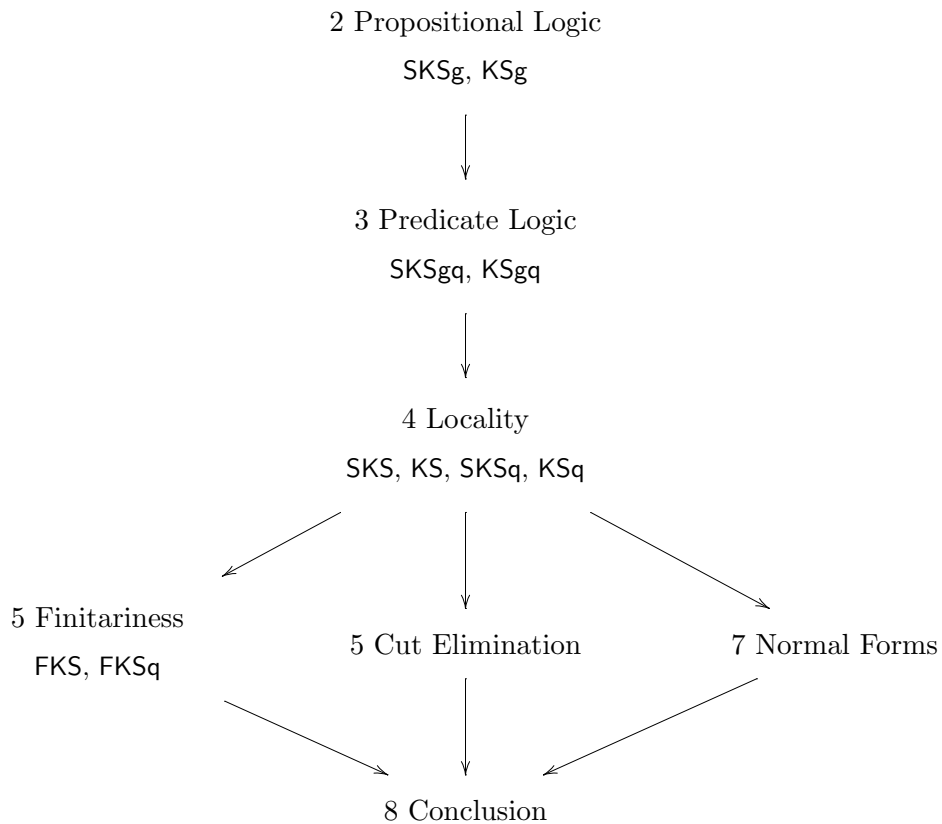 2 Propositional Logic
SKSg, KSg
3 Predicate Logic
SKSgq, KSgq
4 Locality
SKS, KS, SKSq, KSq
5 Finitariness
FKS, FKSq
5 Cut Elimination
7 Normal Forms
8 Conclusion